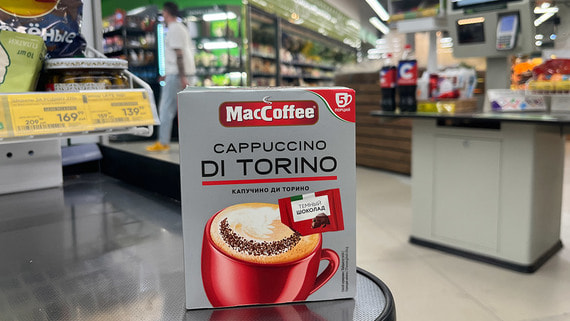 MacCoffee
5
ПОРЦИЙ
CAPPUCCINO
DI TORINO
КАПУЧИНО ДИ ТОРИНО
ТЕМНЫЙ
ШОКОЛАД
169
139